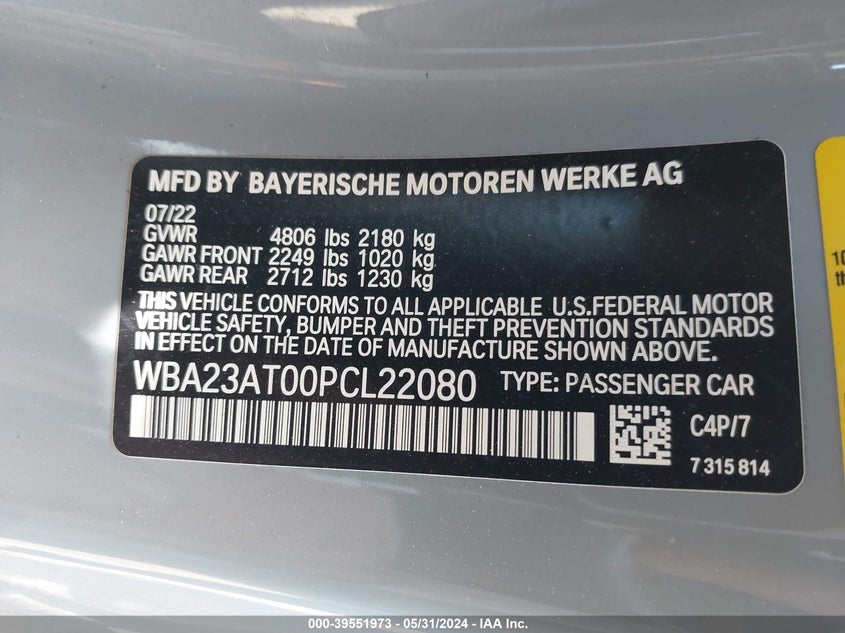 MFD BY BAYERISCHE MOTOREN WERKE AG
07/22
GVWR 4806 lbs 2180 kg
GAWR FRONT 2249 lbs 1020 kg
GAWR REAR 2712 lbs 1230 kg
THIS VEHICLE CONFORMS TO ALL APPLICABLE U.S.FEDERAL MOTOR
VEHICLE SAFETY, BUMPER AND THEFT PREVENTION STANDARDS
IN EFFECT ON THE DATE OF MANUFACTURE SHOWN ABOVE.
WBA23AT00PCL22080 TYPE: PASSENGER CAR
C4P/7
7 315 814
000-39551973 - 05/31/2024 - IAA Inc.